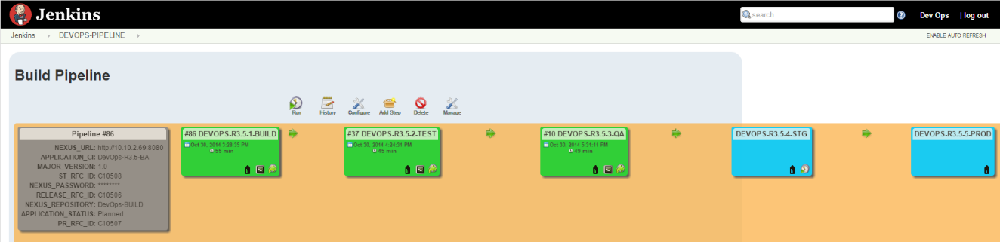 Jenkins
search
Dev Ops | log out
Jenkins DEVOPS-PIPELINE
ENABLE AUTO REFRESH
Build Pipeline
Run History Configure Add Step Delete Manage
Pipeline #86
NEXUS_URL: http://10.10.2.69:8080
APPLICATION_CI: DevOps-R3.5-BA
MAJOR_VERSION: 1.0
ST_RFC_ID: C10508
NEXUS_PASSWORD: ********
RELEASE_RFC_ID: C10506
NEXUS_REPOSITORY: DevOps-BUILD
APPLICATION_STATUS: Planned
PR_RFC_ID: C10507
#86 DEVOPS-R3.5-1-BUILD
Oct 30, 2014 3:28:35 PM
55 min
#37 DEVOPS-R3.5-2-TEST
Oct 30, 2014 4:24:31 PM
45 min
#10 DEVOPS-R3.5-3-QA
Oct 30, 2014 5:31:11 PM
49 min
DEVOPS-R3.5-4-STG
DEVOPS-R3.5-5-PROD